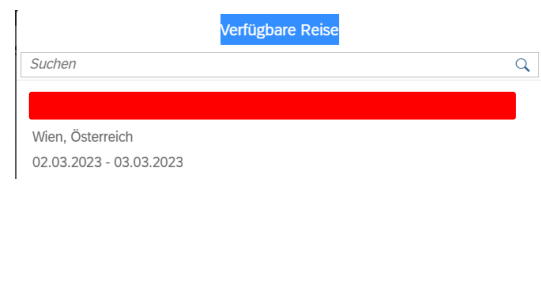 Verfügbare Reise
Suchen
Wien, Österreich
02.03.2023 - 03.03.2023